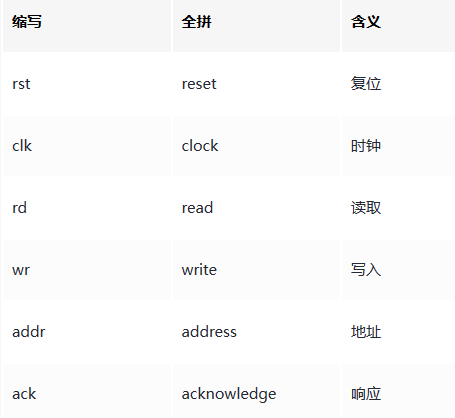 缩写 全拼 含义
rst reset 复位
clk clock 时钟
rd read 读取
wr write 写入
addr address 地址
ack acknowledge 响应